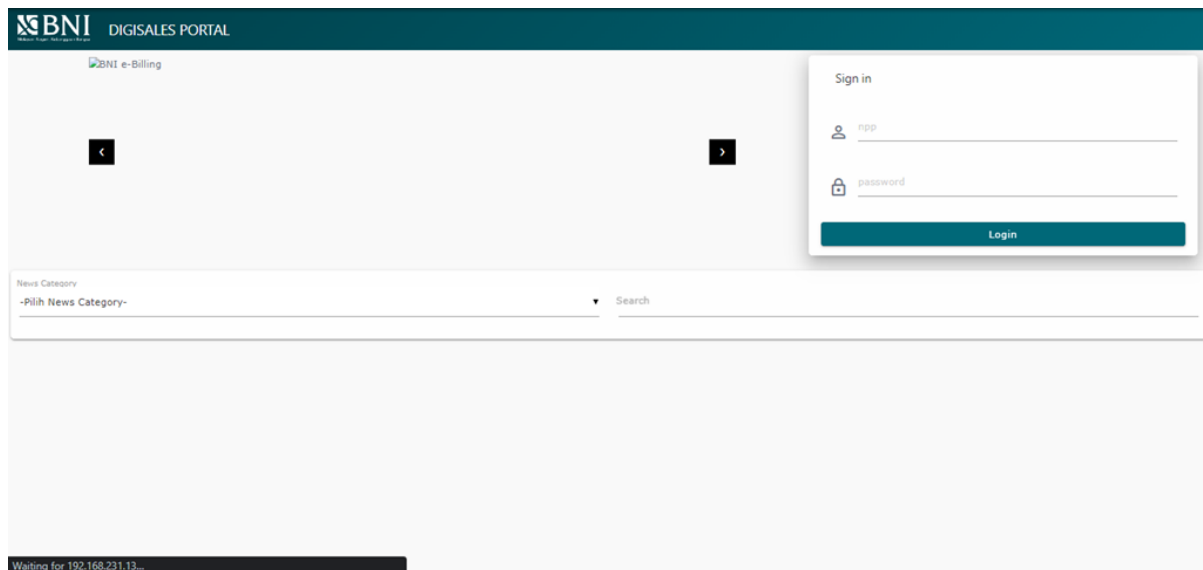 BNI
DIGISALES PORTAL
BNI e-Billing
Sign in
npp
password
Login
News Category
-Pilih News Category-
Search
Waiting for 192.168.231.13...